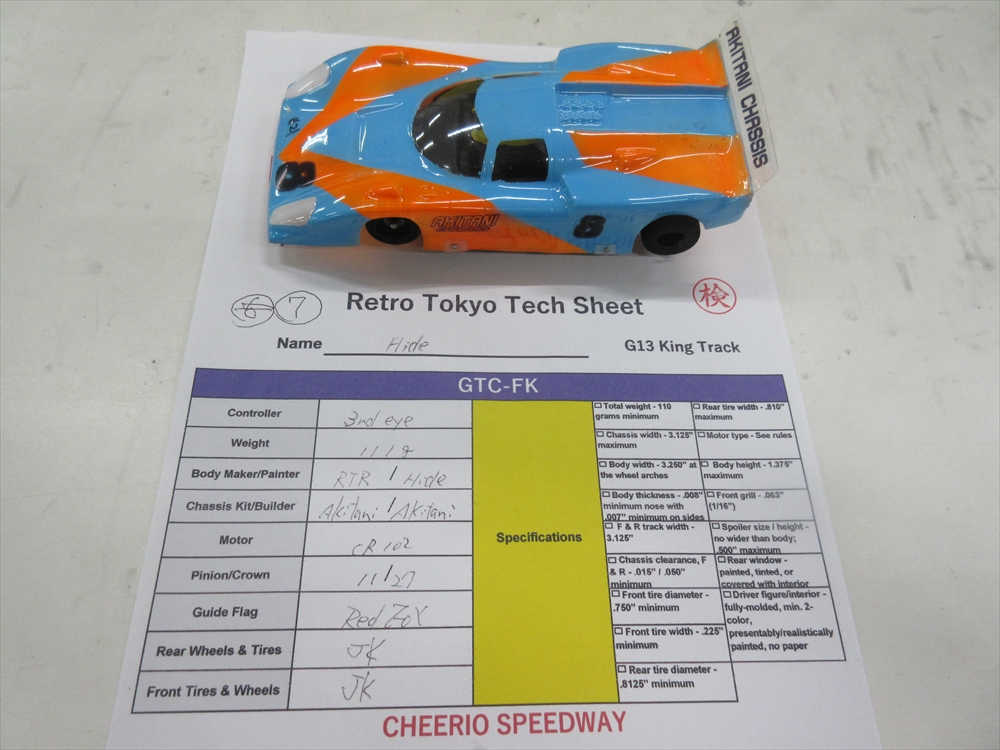 AKITANI CHASSIS
8
AKITANI
8
6 7 Retro Tokyo Tech Sheet 検
Name Hide G13 King Track
GTC-FK
Controller 3rd eye
Weight
Body Maker/Painter RTR / Hide
Chassis Kit/Builder Akitani / Akitani
Motor CR102
Pinion/Crown 11/27
Guide Flag Red Fox
Rear Wheels & Tires JK
Front Tires & Wheels JK
Specifications
Total weight - 110
grams minimum
Rear tire width - .810"
maximum
Chassis width - 3.125"
maximum
Motor type - See rules
Body width - 3.250" at
the wheel arches
Body height - 1.375"
maximum
Body thickness - .008"
minimum nose with
.007" minimum on sides
Front grill - .063"
(1/16")
F & R track width -
3.125"
Spoiler size / height -
no wider than body;
.500" maximum
Chassis clearance, F
& R - .015" / .050"
minimum
Rear window -
painted, tinted, or
covered with interior
Front tire diameter -
.750" minimum
Driver figure/interior -
fully-molded, min. 2-
color,
presentably/realistically
painted, no paper
Front tire width - .225"
minimum
Rear tire diameter -
.8125" minimum
CHEERIO SPEEDWAY